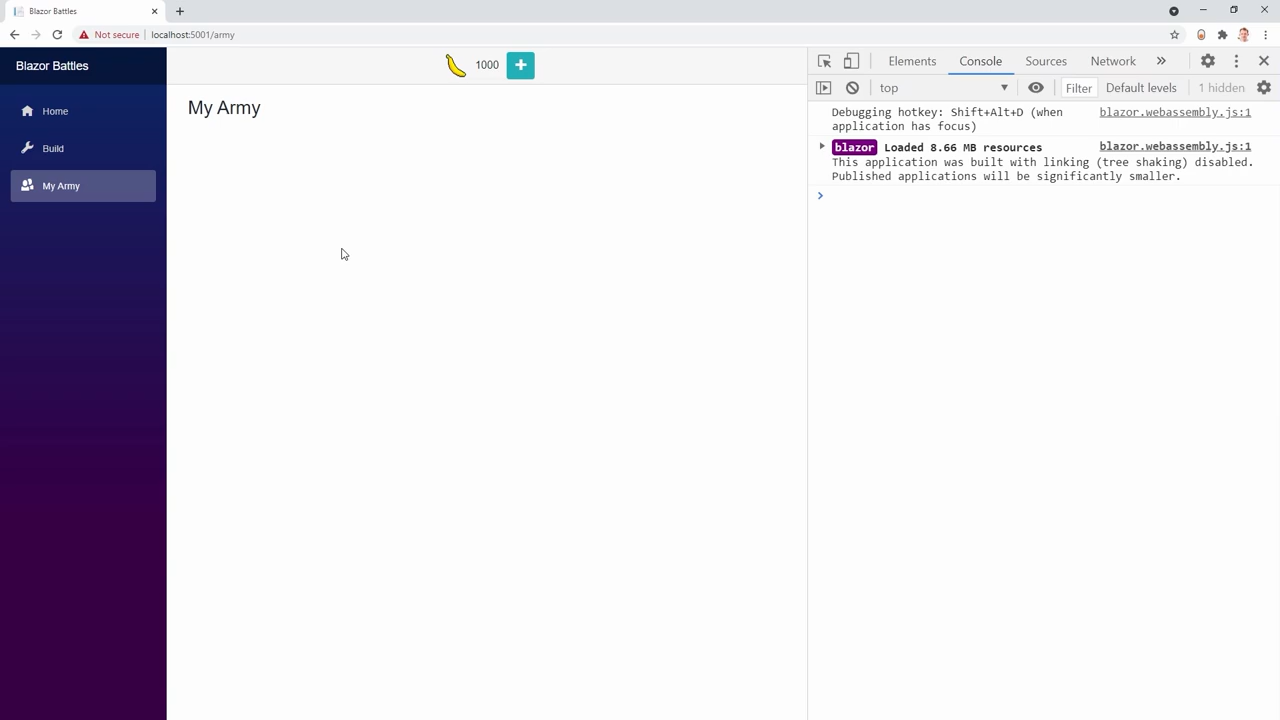 Blazor Battles
Not secure localhost:5001/army
Blazor Battles
1000
Home
Build
My Army
My Army
Elements Console Sources Network
top Filter Default levels 1 hidden
Debugging hotkey: Shift+Alt+D (when blazor.webassembly.js:1
application has focus)
blazor Loaded 8.66 MB resources blazor.webassembly.js:1
This application was built with linking (tree shaking) disabled.
Published applications will be significantly smaller.